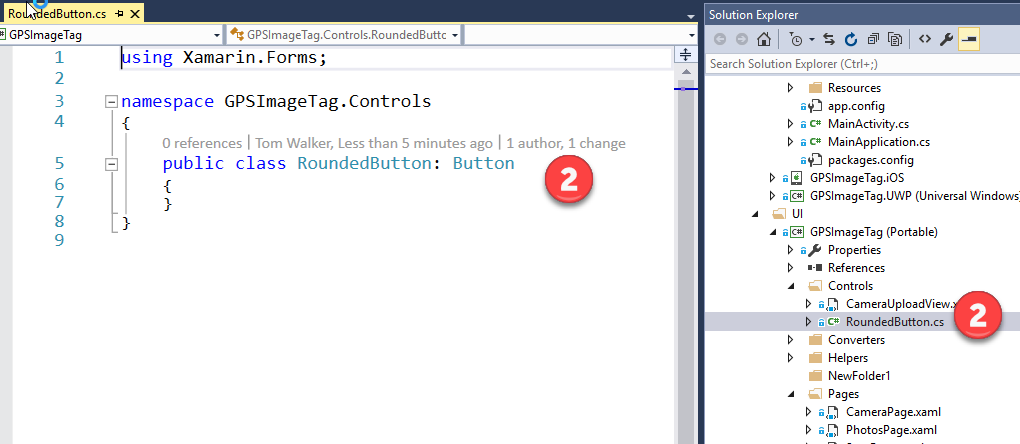 RoundedButton.cs
GPSImageTag
GPSImageTag.Controls.RoundedButto
1 using Xamarin.Forms;
2
3 namespace GPSImageTag.Controls
4 {
0 references | Tom Walker, Less than 5 minutes ago | 1 author, 1 change
5 public class RoundedButton: Button
6 {
7 }
8 }
9
2
Solution Explorer
Search Solution Explorer (Ctrl+;)
Resources
app.config
C# MainActivity.cs
C# MainApplication.cs
packages.config
GPSImageTag.iOS
C# GPSImageTag.UWP (Universal Windows)
UI
C# GPSImageTag (Portable)
Properties
References
Controls
CameraUploadView.x
C# RoundedButton.cs
2
Converters
Helpers
NewFolder1
Pages
CameraPage.xaml
PhotosPage.xaml